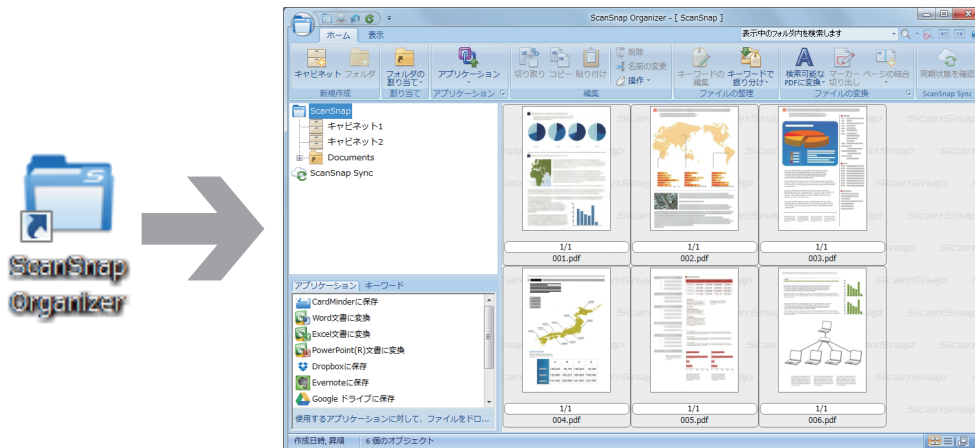 ScanSnap
Organizer
ScanSnap Organizer - [ ScanSnap ]
ホーム 表示
表示中のフォルダ内を検索します
キャビネット フォルダ
新規作成
フォルダの
割り当て
割り当て
アプリケーション
アプリケーション
切り取り コピー 貼り付け
削除
名前の変更
操作
編集
キーワードの
編集
キーワードで
振り分け
ファイルの整理
検索可能な
PDFに変換
マーカー
切り出し
ページの結合
ファイルの変換
同期状態を確認
ScanSnap Sync
ScanSnap
キャビネット1
キャビネット2
Documents
ScanSnap Sync
1/1
001.pdf
1/1
002.pdf
1/1
003.pdf
アプリケーション キーワード
CardMinderに保存
Word文書に変換
Excel文書に変換
PowerPoint(R)文書に変換
Dropboxに保存
Evernoteに保存
Google ドライブに保存
使用するアプリケーションに対して、ファイルをドロ...
1/1
004.pdf
1/1
005.pdf
1/1
006.pdf
作成日時, 昇順 6 個のオブジェクト